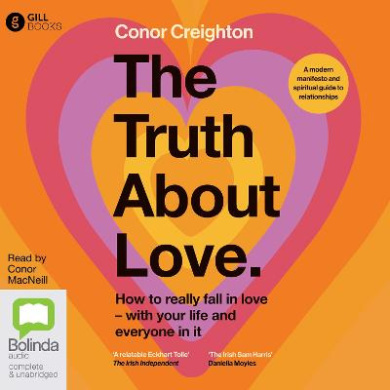 GILL
BOOKS
Conor Creighton
The
Truth
About
Love.
A modern
manifesto and
spiritual guide to
relationships
Read by
Conor
MacNeill
How to really fall in love
– with your life and
everyone in it
'A relatable Eckhart Tolle'
The Irish Independent
'The Irish Sam Harris'
Daniella Moyles
Bolinda
audio
complete
& unabridged